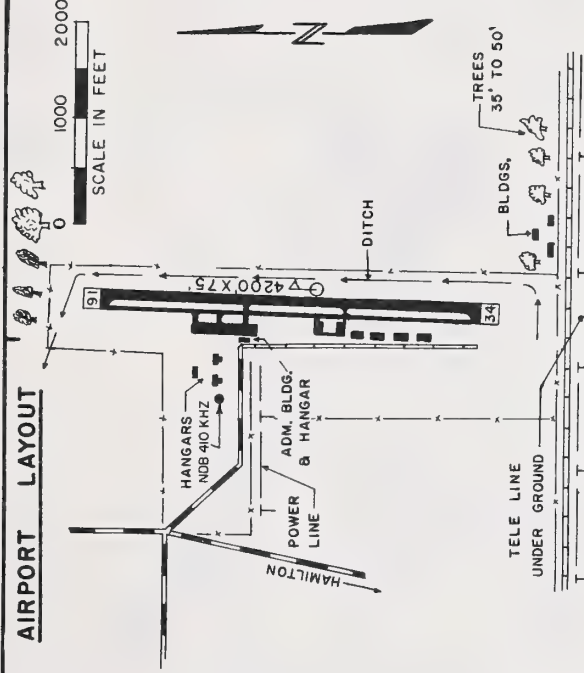 AIRPORT LAYOUT
0 1000 2000
SCALE IN FEET
N
16
4200 X 75'
DITCH
34
HANGARS
NDB 410 KHZ
ADM. BLDG.
& HANGAR
POWER
LINE
HAMILTON
TREES
35' TO 50'
BLDGS.
TELE LINE
UNDER GROUND